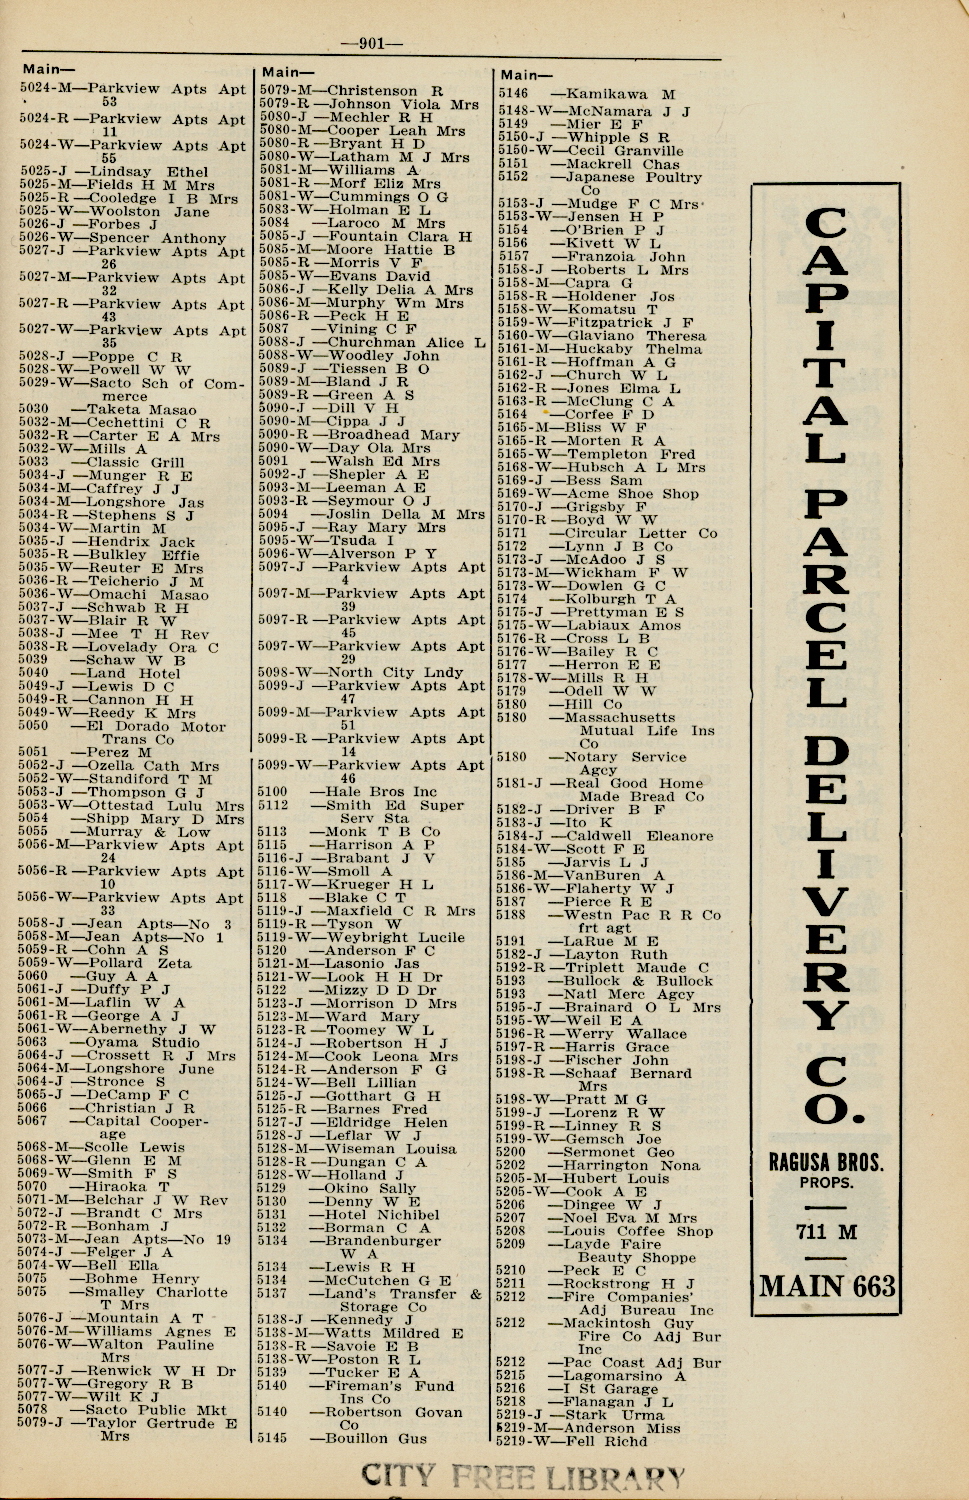 —901—
Main—
5024-M—Parkview Apts Apt
53
5024-R —Parkview Apts Apt
11
5024-W—Parkview Apts Apt
55
5025-J —Lindsay Ethel
5025-M—Fields H M Mrs
5025-R —Cooledge I B Mrs
5025-W—Woolston Jane
5026-J —Forbes J
5026-W—Spencer Anthony
5027-J —Parkview Apts Apt
26
5027-M—Parkview Apts Apt
32
5027-R —Parkview Apts Apt
43
5027-W—Parkview Apts Apt
35
5028-J —Poppe C R
5028-W—Powell W W
5029-W—Sacto Sch of Com-
merce
5030 —Taketa Masao
5032-M—Cechettini C R
5032-R —Carter E A Mrs
5032-W—Mills A
5033 —Classic Grill
5034-J —Munger R E
5034-M—Caffrey J J
5034-M—Longshore Jas
5034-R —Stephens S J
5034-W—Martin M
5035-J —Hendrix Jack
5035-R —Bulkley Effie
5035-W—Reuter E Mrs
5036-R —Teicherio J M
5036-W—Omachi Masao
5037-J —Schwab R H
5037-W—Blair R W
5038-J —Mee T H Rev
5038-R —Lovelady Ora C
5039 —Schaw W B
5040 —Land Hotel
5049-J —Lewis D C
5049-R —Cannon H H
5049-W—Reedy K Mrs
5050 —El Dorado Motor
Trans Co
5051 —Perez M
5052-J —Ozella Cath Mrs
5052-W—Standiford T M
5053-J —Thompson G J
5053-W—Ottestad Lulu Mrs
5054 —Shipp Mary D Mrs
5055 —Murray & Low
5056-M—Parkview Apts Apt
24
5056-R —Parkview Apts Apt
10
5056-W—Parkview Apts Apt
33
5058-J —Jean Apts—No 3
5058-M—Jean Apts—No 1
5059-R —Cohn A S
5059-W—Pollard Zeta
5060 —Guy A A
5061-J —Duffy P J
5061-M—Laflin W A
5061-R —George A J
5061-W—Abernethy J W
5063 —Oyama Studio
5064-J —Crossett R J Mrs
5064-M—Longshore June
5064-J —Stronce S
5065-J —DeCamp F C
5066 —Christian J R
5067 —Capital Cooper-
age
5068-M—Scolle Lewis
5068-W—Glenn E M
5069-W—Smith F S
5070 —Hiraoka T
5071-M—Belchar J W Rev
5072-J —Brandt C Mrs
5072-R —Bonham J
5073-M—Jean Apts—No 19
5074-J —Felger J A
5074-W—Bell Ella
5075 —Bohme Henry
5075 —Smalley Charlotte
T Mrs
5076-J —Mountain A T
5076-M—Williams Agnes E
5076-W—Walton Pauline
Mrs
5077-J —Renwick W H Dr
5077-W—Gregory R B
5077-W—Wilt K J
5078 —Sacto Public Mkt
5079-J —Taylor Gertrude E
Mrs
Main—
5079-M—Christenson R
5079-R —Johnson Viola Mrs
5080-J —Mechler R H
5080-M—Cooper Leah Mrs
5080-R —Bryant H D
5080-W—Latham M J Mrs
5081-M—Williams A
5081-R —Morf Eliz Mrs
5081-W—Cummings O G
5083-W—Holman E L
5084 —Laroco M Mrs
5085-J —Fountain Clara H
5085-M—Moore Hattie B
5085-R —Morris V F
5085-W—Evans David
5086-J —Kelly Delia A Mrs
5086-M—Murphy Wm Mrs
5086-R —Peck H E
5087 —Vining C F
5088-J —Churchman Alice L
5088-W—Woodley John
5089-J —Tiessen B O
5089-M—Bland J R
5089-R —Green A S
5090-J —Dill V H
5090-M—Cippa J J
5090-R —Broadhead Mary
5090-W—Day Ola Mrs
5091 —Walsh Ed Mrs
5092-J —Shepler A E
5093-M—Leeman A E
5093-R —Seymour O J
5094 —Joslin Della M Mrs
5095-J —Ray Mary Mrs
5095-W—Tsuda I
5096-W—Alverson P Y
5097-J —Parkview Apts Apt
4
5097-M—Parkview Apts Apt
39
5097-R —Parkview Apts Apt
45
5097-W—Parkview Apts Apt
29
5098-W—North City Lndy
5099-J —Parkview Apts Apt
47
5099-M—Parkview Apts Apt
51
5099-R —Parkview Apts Apt
14
5099-W—Parkview Apts Apt
46
5100 —Hale Bros Inc
5112 —Smith Ed Super
Serv Sta
5113 —Monk T B Co
5115 —Harrison A P
5116-J —Brabant J V
5116-W—Smoll A
5117-W—Krueger H L
5118 —Blake C T
5119-J —Maxfield C R Mrs
5119-R —Tyson W
5119-W—Weybright Lucile
5120 —Anderson F C
5121-M—Lasonio Jas
5121-W—Look H H Dr
5122 —Mizzy D D Dr
5123-J —Morrison D Mrs
5123-M—Ward Mary
5123-R —Toomey W L
5124-J —Robertson H J
5124-M—Cook Leona Mrs
5124-R —Anderson F G
5124-W—Bell Lillian
5125-J —Gotthart G H
5125-R —Barnes Fred
5127-J —Eldridge Helen
5128-J —Leflar W J
5128-M—Wiseman Louisa
5128-R —Dungan C A
5128-W—Holland J
5129 —Okino Sally
5130 —Denny W E
5131 —Hotel Nichibel
5132 —Borman C A
5134 —Brandenburger
W A
5134 —Lewis R H
5134 —McCutchen G E
5137 —Land's Transfer &
Storage Co
5138-J —Kennedy J
5138-M—Watts Mildred E
5138-R —Savoie E B
5138-W—Poston R L
5139 —Tucker E A
5140 —Fireman's Fund
Ins Co
5140 —Robertson Govan
Co
5145 —Bouillon Gus
Main—
5146 —Kamikawa M
5148-W—McNamara J J
5149 —Mier E F
5150-J —Whipple S R
5150-W—Cecil Granville
5151 —Mackrell Chas
5152 —Japanese Poultry
Co
5153-J —Mudge F C Mrs
5153-W—Jensen H P
5154 —O'Brien P J
5156 —Kivett W L
5157 —Franzoia John
5158-J —Roberts L Mrs
5158-M—Capra G
5158-R —Holdener Jos
5158-W—Komatsu T
5159-W—Fitzpatrick J F
5160-W—Glaviano Theresa
5161-M—Huckaby Thelma
5161-R —Hoffman A G
5162-J —Church W L
5162-R —Jones Elma L
5163-R —McClung C A
5164 —Corfee F D
5165-M—Bliss W F
5165-R —Morten R A
5165-W—Templeton Fred
5168-W—Hubsch A L Mrs
5169-J —Bess Sam
5169-W—Acme Shoe Shop
5170-J —Grigsby F
5170-R —Boyd W W
5171 —Circular Letter Co
5172 —Lynn J B Co
5173-J —McAdoo J S
5173-M—Wickham F W
5173-W—Dowlen G C
5174 —Kolburgh T A
5175-J —Prettyman E S
5175-W—Labiaux Amos
5176-R —Cross L B
5176-W—Bailey R C
5177 —Herron E E
5178-W—Mills R H
5179 —Odell W W
5180 —Hill Co
5180 —Massachusetts
Mutual Life Ins
Co
5180 —Notary Service
Agcy
5181-J —Real Good Home
Made Bread Co
5182-J —Driver B F
5183-J —Ito K
5184-J —Caldwell Eleanore
5184-W—Scott F E
5185 —Jarvis L J
5186-M—VanBuren A
5186-W—Flaherty W J
5187 —Pierce R E
5188 —Westn Pac R R Co
frt agt
5191 —LaRue M E
5182-J —Layton Ruth
5192-R —Triplett Maude C
5193 —Bullock & Bullock
5193 —Natl Merc Agcy
5195-J —Brainard O L Mrs
5195-W—Weil E A
5196-R —Werry Wallace
5197-R —Harris Grace
5198-J —Fischer John
5198-R —Schaaf Bernard
Mrs
5198-W—Pratt M G
5199-J —Lorenz R W
5199-R —Linney R S
5199-W—Gemsch Joe
5200 —Sermonet Geo
5202 —Harrington Nona
5205-M—Hubert Louis
5205-W—Cook A E
5206 —Dingee W J
5207 —Noel Eva M Mrs
5208 —Louis Coffee Shop
5209 —Layde Faire
Beauty Shoppe
5210 —Peck E C
5211 —Rockstrong H J
5212 —Fire Companies'
Adj Bureau Inc
5212 —Mackintosh Guy
Fire Co Adj Bur
Inc
5212 —Pac Coast Adj Bur
5215 —Lagomarsino A
5216 —I St Garage
5218 —Flanagan J L
5219-J —Stark Urma
5219-M—Anderson Miss
5219-W—Fell Richd
CAPITAL PARCEL DELIVERY CO.
RAGUSA BROS.
PROPS.
711 M
MAIN 663
CITY FREE LIBRARY